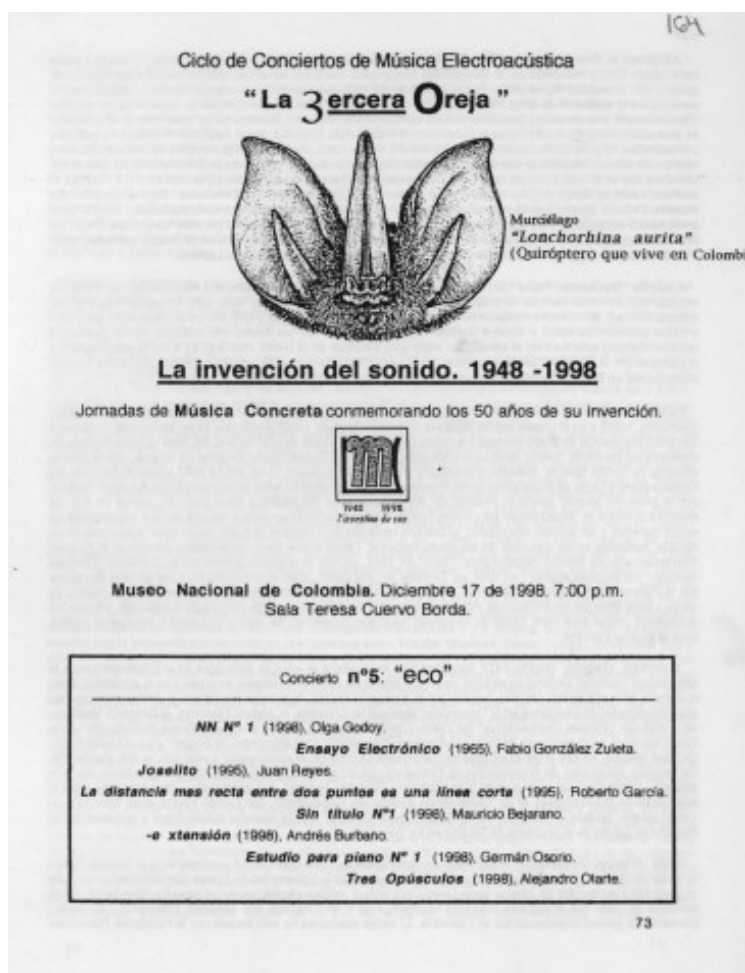 164
Ciclo de Conciertos de Música Electroacústica
“ La 3ercera Oreja ”
Murciélago
"Lonchorhina aurita"
(Quiróptero que vive en Colombi
La invención del sonido. 1948 -1998
Jornadas de Música Concreta conmemorando los 50 años de su invención.
m
1948 1998
l'invention du son
Museo Nacional de Colombia. Diciembre 17 de 1998. 7:00 p.m.
Sala Teresa Cuervo Borda.
Concierto nº5: “eco”
NN Nº 1 (1998), Olga Godoy.
Ensayo Electrónico (1965), Fabio González Zuleta.
Joselito (1995), Juan Reyes.
La distancia mas recta entre dos puntos es una línea corta (1995), Roberto García.
Sin título Nº1 (1998), Mauricio Bejarano.
-e xtensión (1998), Andrés Burbano.
Estudio para piano Nº 1 (1998), Germán Osorio.
Tres Opúsculos (1998), Alejandro Olarte.
73